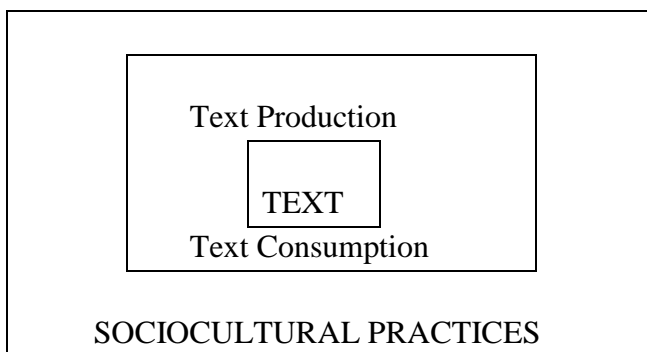 Text Production
TEXT
Text Consumption
SOCIOCULTURAL PRACTICES